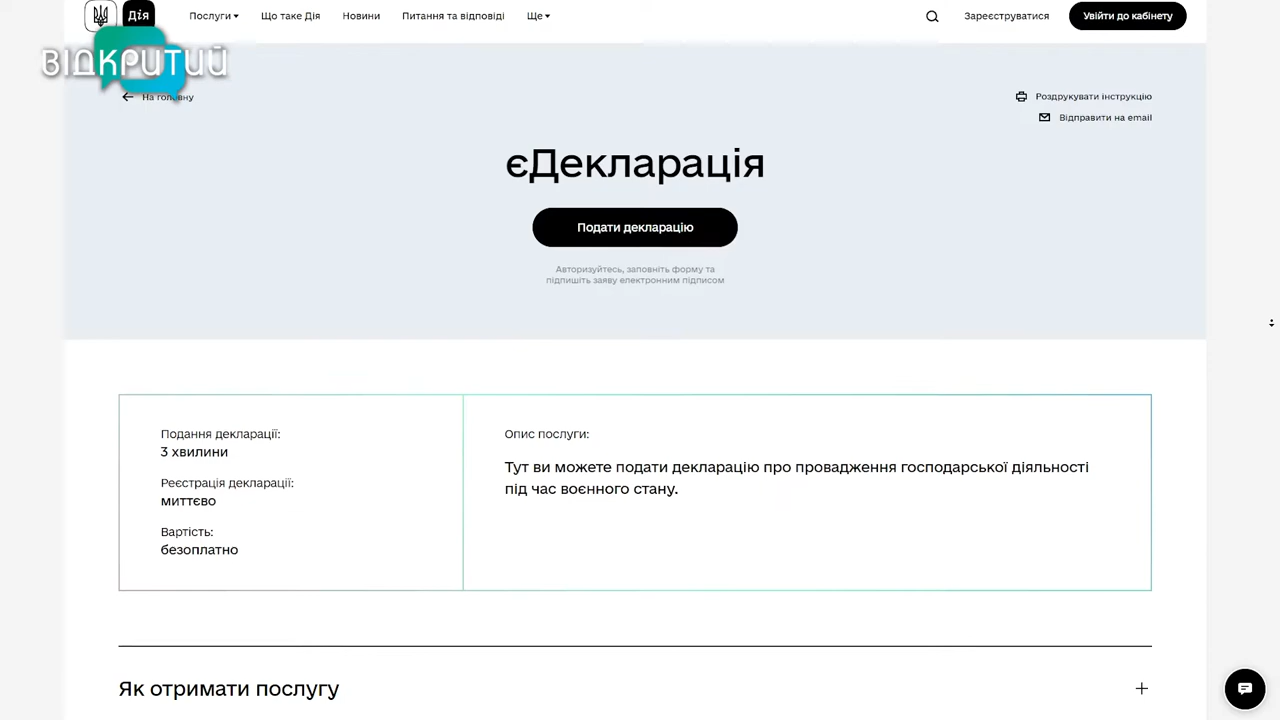 Дія
Послуги
Що таке Дія
Новини
Питання та відповіді
Ще
Зареєструватися
Увійти до кабінету
ВІДКРИТИЙ
На головну
Роздрукувати інструкцію
Відправити на email
єДекларація
Подати декларацію
Авторизуйтесь, заповніть форму та
підпишіть заяву електронним підписом
Подання декларації:
3 хвилини
Реєстрація декларації:
миттєво
Вартість:
безоплатно
Опис послуги:
Тут ви можете подати декларацію про провадження господарської діяльності
під час воєнного стану.
Як отримати послугу